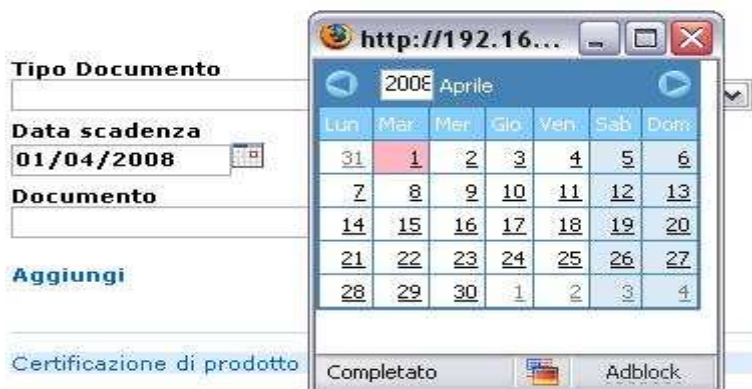 Tipo Documento
Data scadenza
01/04/2008
Documento
Aggiungi
Certificazione di prodotto
http://192.16...
2008 Aprile
Lun Mar Mer Gio Ven Sab Dom
31 1 2 3 4 5 6
7 8 9 10 11 12 13
14 15 16 17 18 19 20
21 22 23 24 25 26 27
28 29 30 1 2 3 4
Completato Adblock